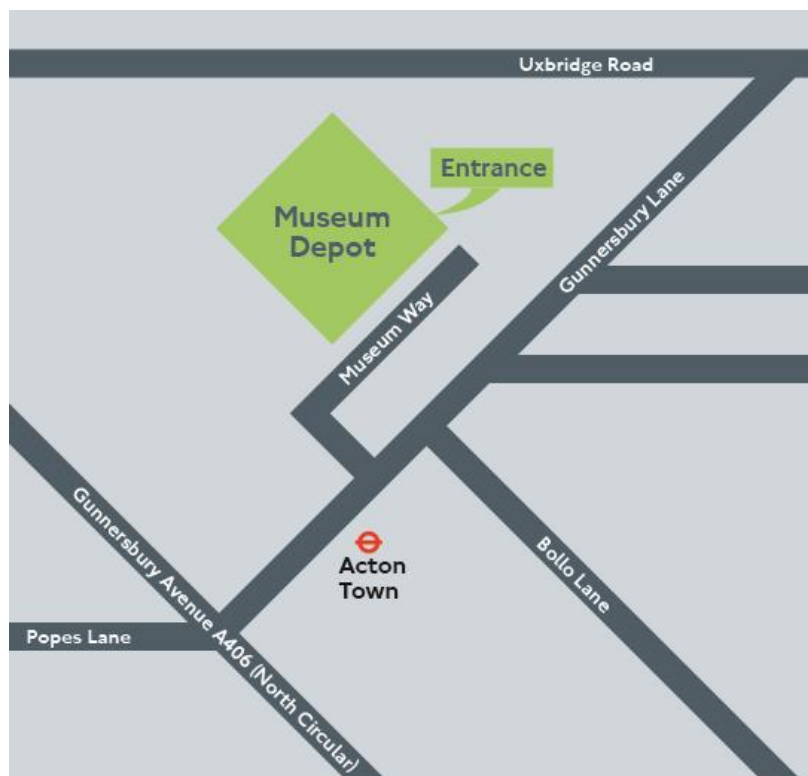 Uxbridge Road
Entrance
Museum
Depot
Gunnersbury Lane
Museum Way
Gunnersbury Avenue A406 (North Circular)
Acton
Town
Bollo Lane
Popes Lane